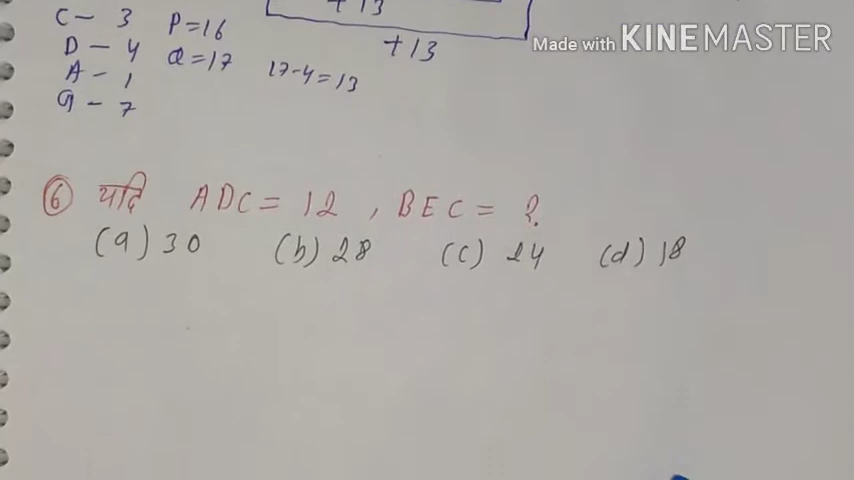 +13
+13
Made with KINEMASTER
C - 3 P=16
D - 4 Q=17 17-4=13
A - 1
G - 7
⑥ यदि ADC = 12 , BEC = ?
(a) 30 (b) 28 (c) 24 (d) 18